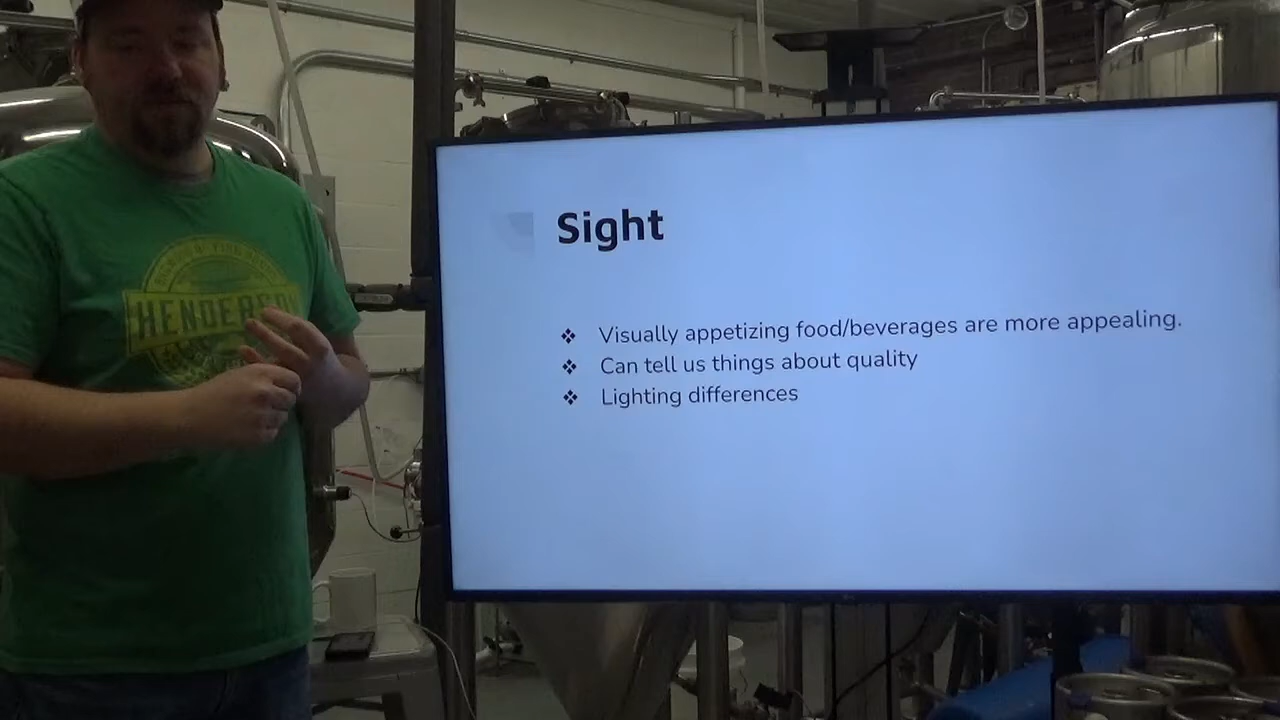 HENDERSON
Sight
❖ Visually appetizing food/beverages are more appealing.
❖ Can tell us things about quality
❖ Lighting differences